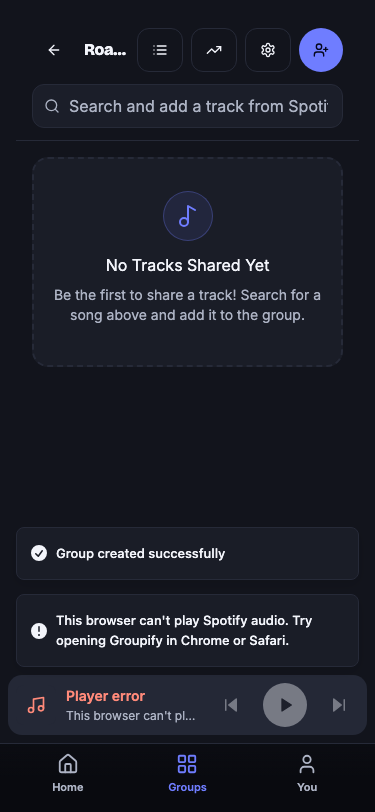 Roa...
Search and add a track from Spoti
No Tracks Shared Yet
Be the first to share a track! Search for a
song above and add it to the group.
Group created successfully
This browser can't play Spotify audio. Try
opening Groupify in Chrome or Safari.
Player error
This browser can't pl...
Home
Groups
You